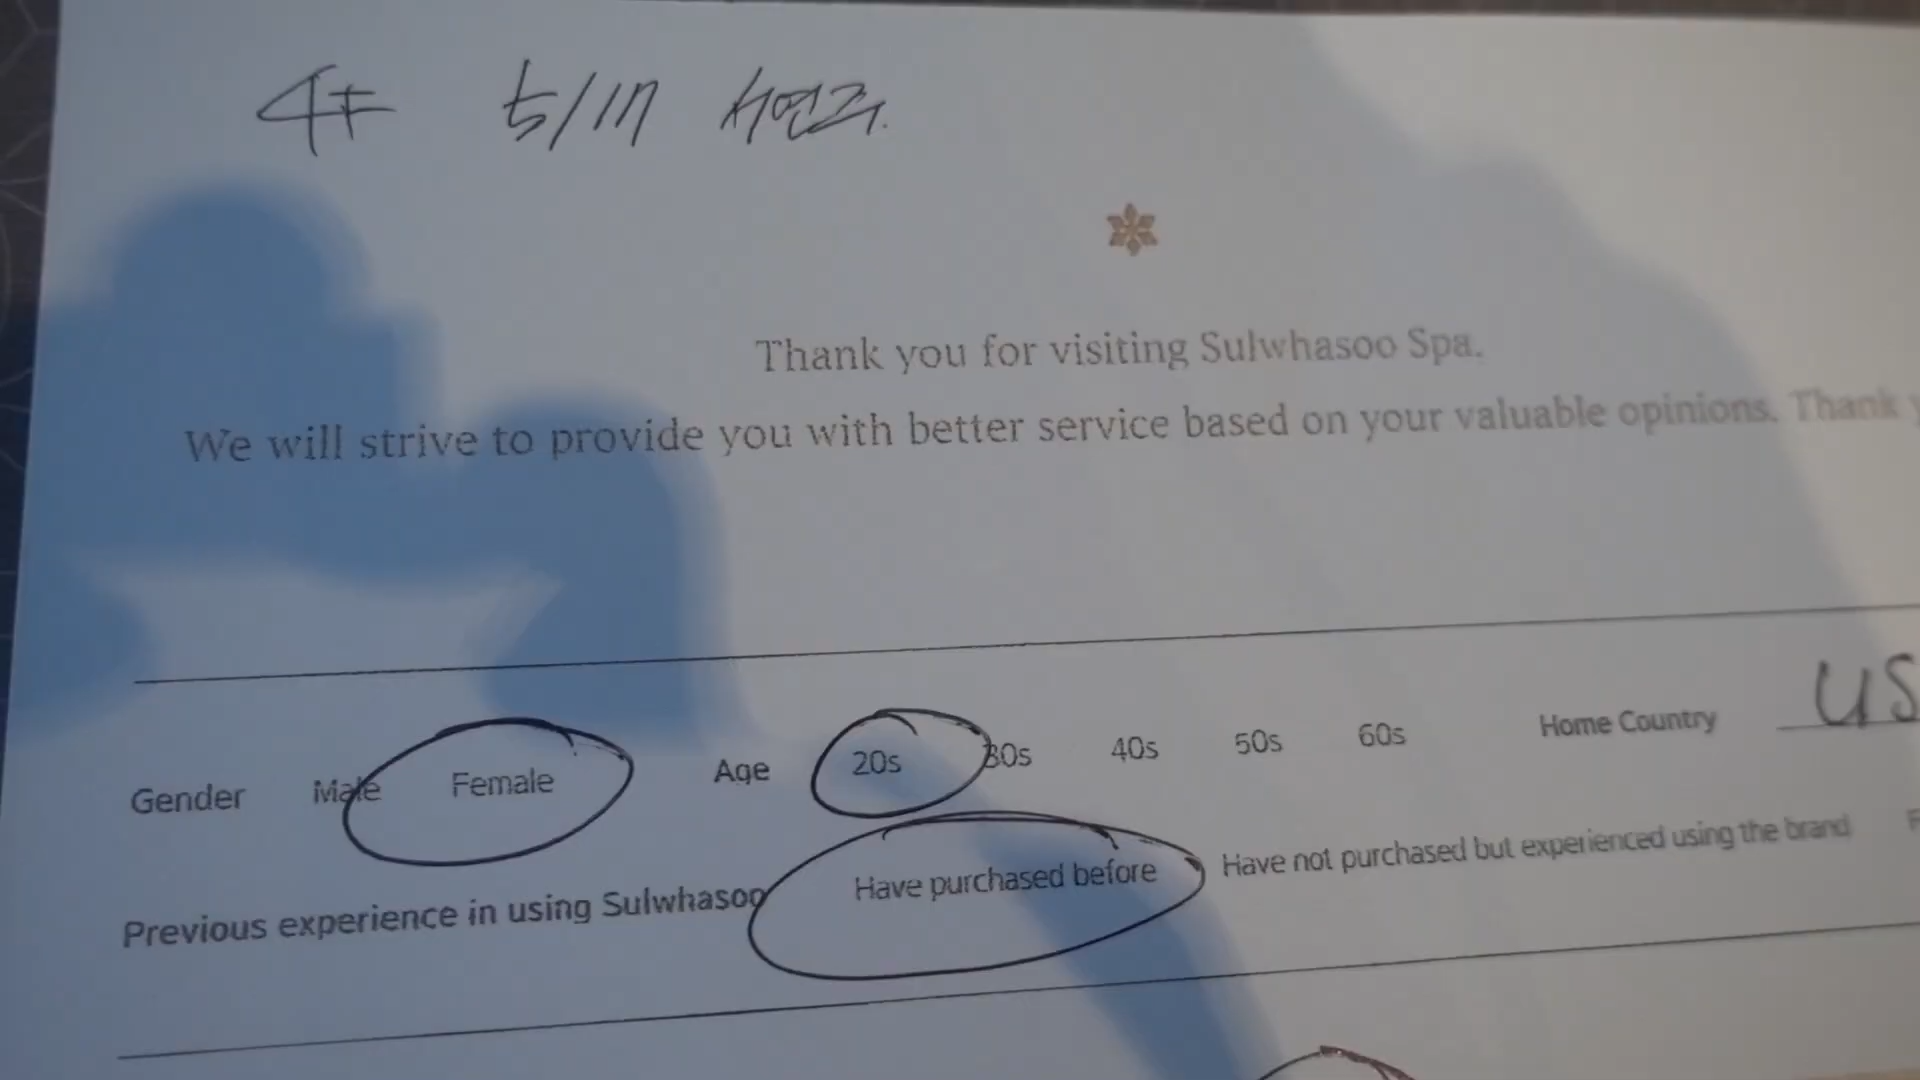 4F 5/17 서연주.
Thank you for visiting Sulwhasoo Spa.
We will strive to provide you with better service based on your valuable opinions. Thank
Gender Male Female Age 20s 30s 40s 50s 60s Home Country US
Previous experience in using Sulwhasoo Have purchased before Have not purchased but experienced using the brand